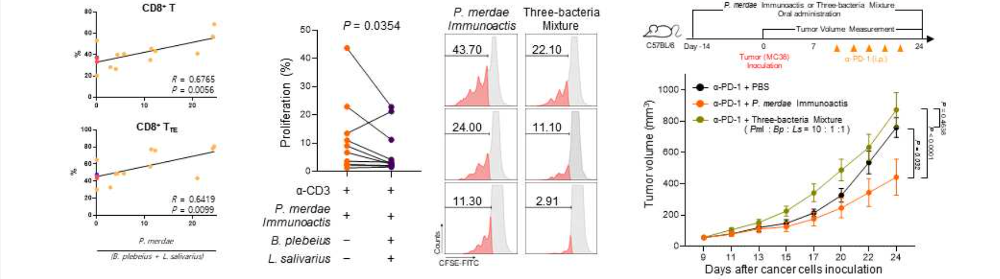 CD8+ T
80
60
40
20
0
%
R = 0.6765
P = 0.0056
0 10 20
CD8+ TTE
100
80
60
40
20
0
%
R = 0.6419
P = 0.0099
0 10 20
P. merdae
(B. plebeius + L. salivarius)
P = 0.0354
50
40
30
20
10
0
Proliferation (%)
α-CD3 + +
P. merdae
Immunoactis + +
B. plebeius − +
L. salivarius − +
P. merdae
Immunoactis
Three-bacteria
Mixture
43.70 22.10
24.00 11.10
11.30 2.91
Counts
CFSE-FITC
P. merdae Immunoactis or Three-bacteria Mixture
Oral administration
Tumor Volume Measurement
C57BL/6 Day -14 0 7 24
Tumor (MC38)
Inoculation
α-PD-1 (i.p.)
1000
800
600
400
200
0
Tumor volume (mm3)
α-PD-1 + PBS
α-PD-1 + P. merdae Immunoactis
α-PD-1 + Three-bacteria Mixture
( Pml : Bp : Ls = 10 : 1 :1 )
P = 0.032
P < 0.0001
P = 0.4638
9 11 13 15 17 20 22 24
Days after cancer cells inoculation